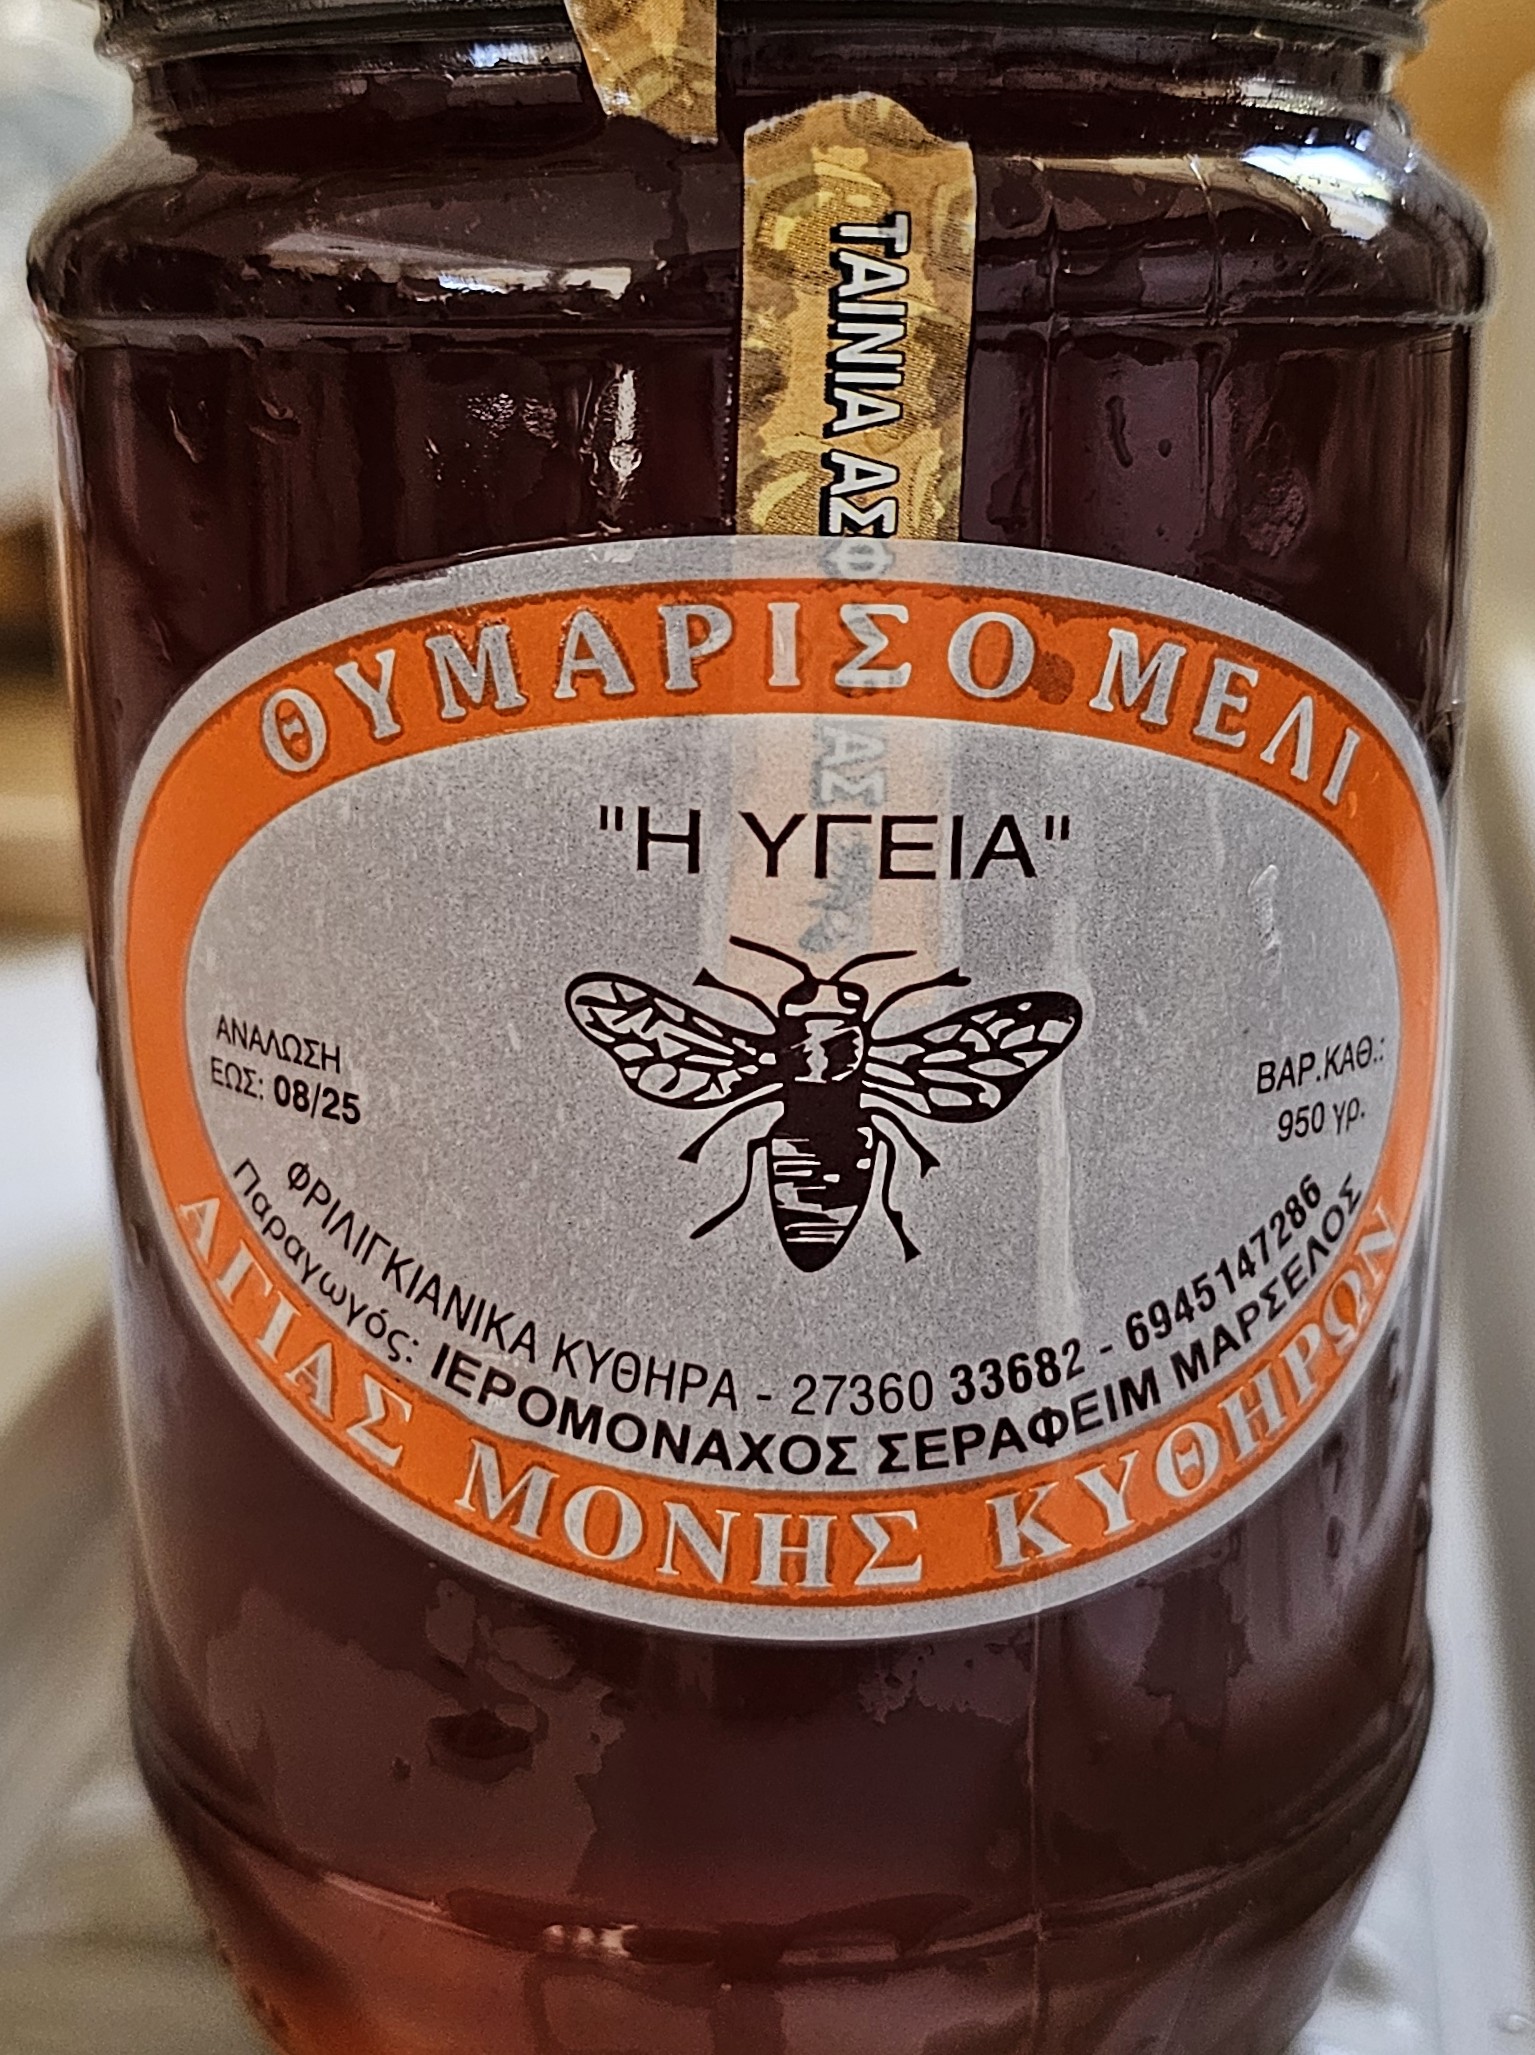 ΤΑΙΝΙΑ ΑΣΦΑΛΕΙΑΣ
ΘΥΜΑΡΙΣΟ ΜΕΛΙ
"Η ΥΓΕΙΑ"
ΑΝΑΛΩΣΗ
ΕΩΣ: 08/25
ΒΑΡ.ΚΑΘ.:
950 γρ.
ΦΡΙΛΙΓΚΙΑΝΙΚΑ ΚΥΘΗΡΑ - 27360 33682 - 6945147286
Παραγωγός: ΙΕΡΟΜΟΝΑΧΟΣ ΣΕΡΑΦΕΙΜ ΜΑΡΣΕΛΟΣ
ΑΓΙΑΣ ΜΟΝΗΣ ΚΥΘΗΡΩΝ